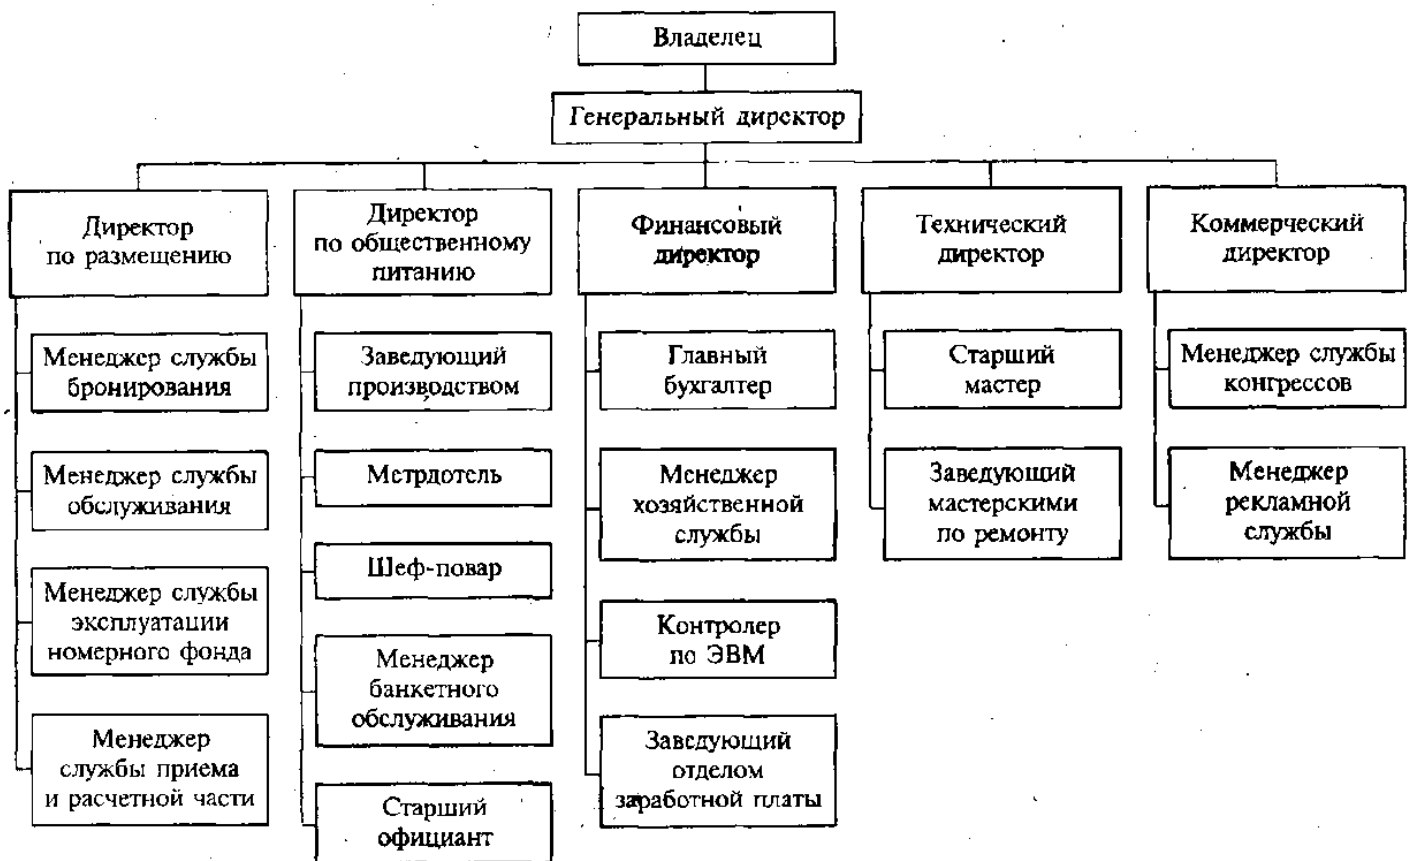 Владелец
Генеральный директор
Директор
по размещению
Менеджер службы
бронирования
Менеджер службы
обслуживания
Менеджер службы
эксплуатации
номерного фонда
Менеджер
службы приема
и расчетной части
Директор
по общественному
питанию
Заведующий
производством
Метрдотель
Шеф-повар
Менеджер
банкетного
обслуживания
Старший
официант
Финансовый
директор
Главный
бухгалтер
Менеджер
хозяйственной
службы
Контролер
по ЭВМ
Заведующий
отделом
заработной платы
Технический
директор
Старший
мастер
Заведующий
мастерскими
по ремонту
Коммерческий
директор
Менеджер службы
конгрессов
Менеджер
рекламной
службы